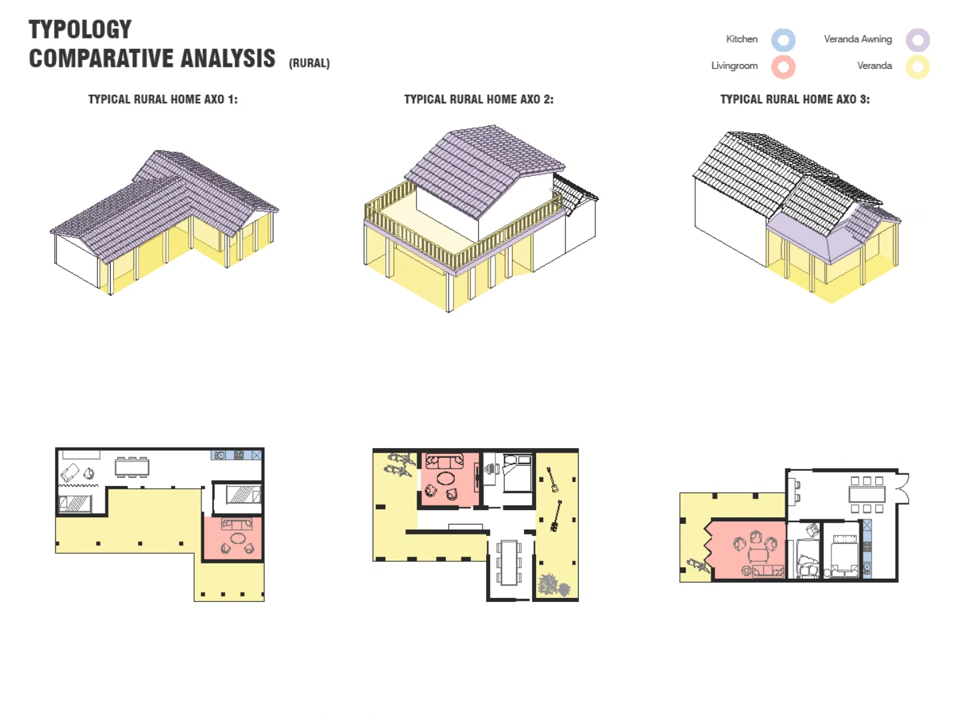 TYPOLOGY
COMPARATIVE ANALYSIS (RURAL)
Kitchen
Veranda Awning
Livingroom
Veranda
TYPICAL RURAL HOME AXO 1:
TYPICAL RURAL HOME AXO 2:
TYPICAL RURAL HOME AXO 3: